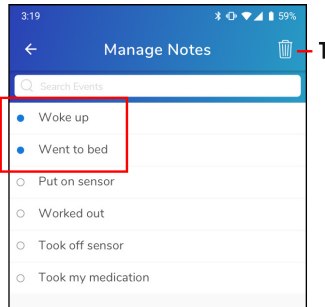 3:19 59%
Manage Notes
Search Events
Woke up
Went to bed
Put on sensor
Worked out
Took off sensor
Took my medication